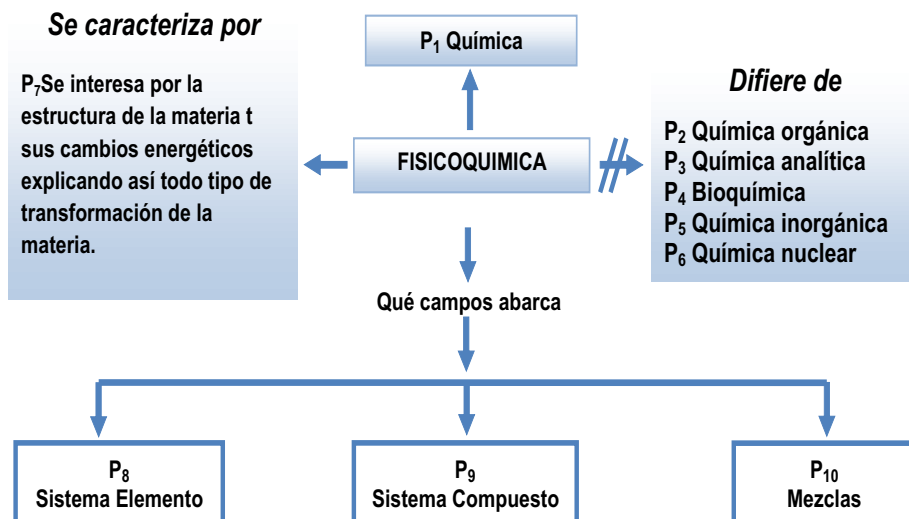 Se caracteriza por
P7Se interesa por la
estructura de la materia t
sus cambios energéticos
explicando así todo tipo de
transformación de la
materia.
P1 Química
FISICOQUIMICA
Difiere de
P2 Química orgánica
P3 Química analítica
P4 Bioquímica
P5 Química inorgánica
P6 Química nuclear
Qué campos abarca
P8
Sistema Elemento
P9
Sistema Compuesto
P10
Mezclas